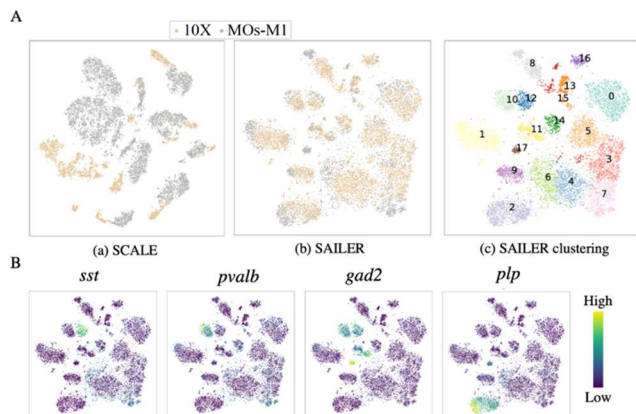 A
10X MOs-M1
16
8
13
0
10 12
15
14
1 11 5
17 3
9
6 4
7
2
(a) SCALE (b) SAILER (c) SAILER clustering
B
sst pvalb gad2 plp
High
Low